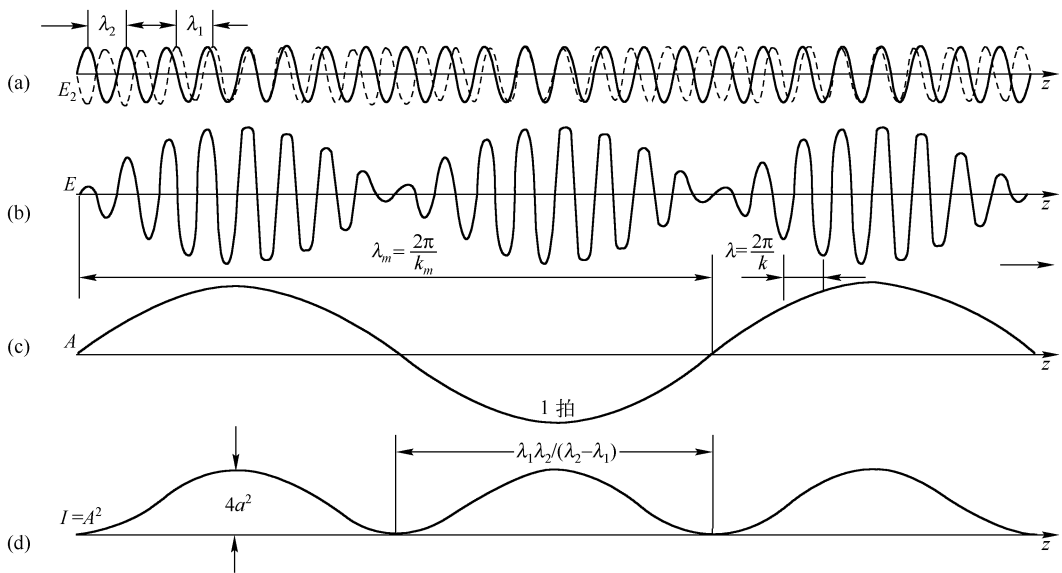 λ₂ λ₁
(a)
E₂
z
E
(b)
z
λₘ=2π/kₘ
λ=2π/k
A
(c)
z
1 拍
λ₁λ₂/(λ₂−λ₁)
4a²
I=A²
(d)
z